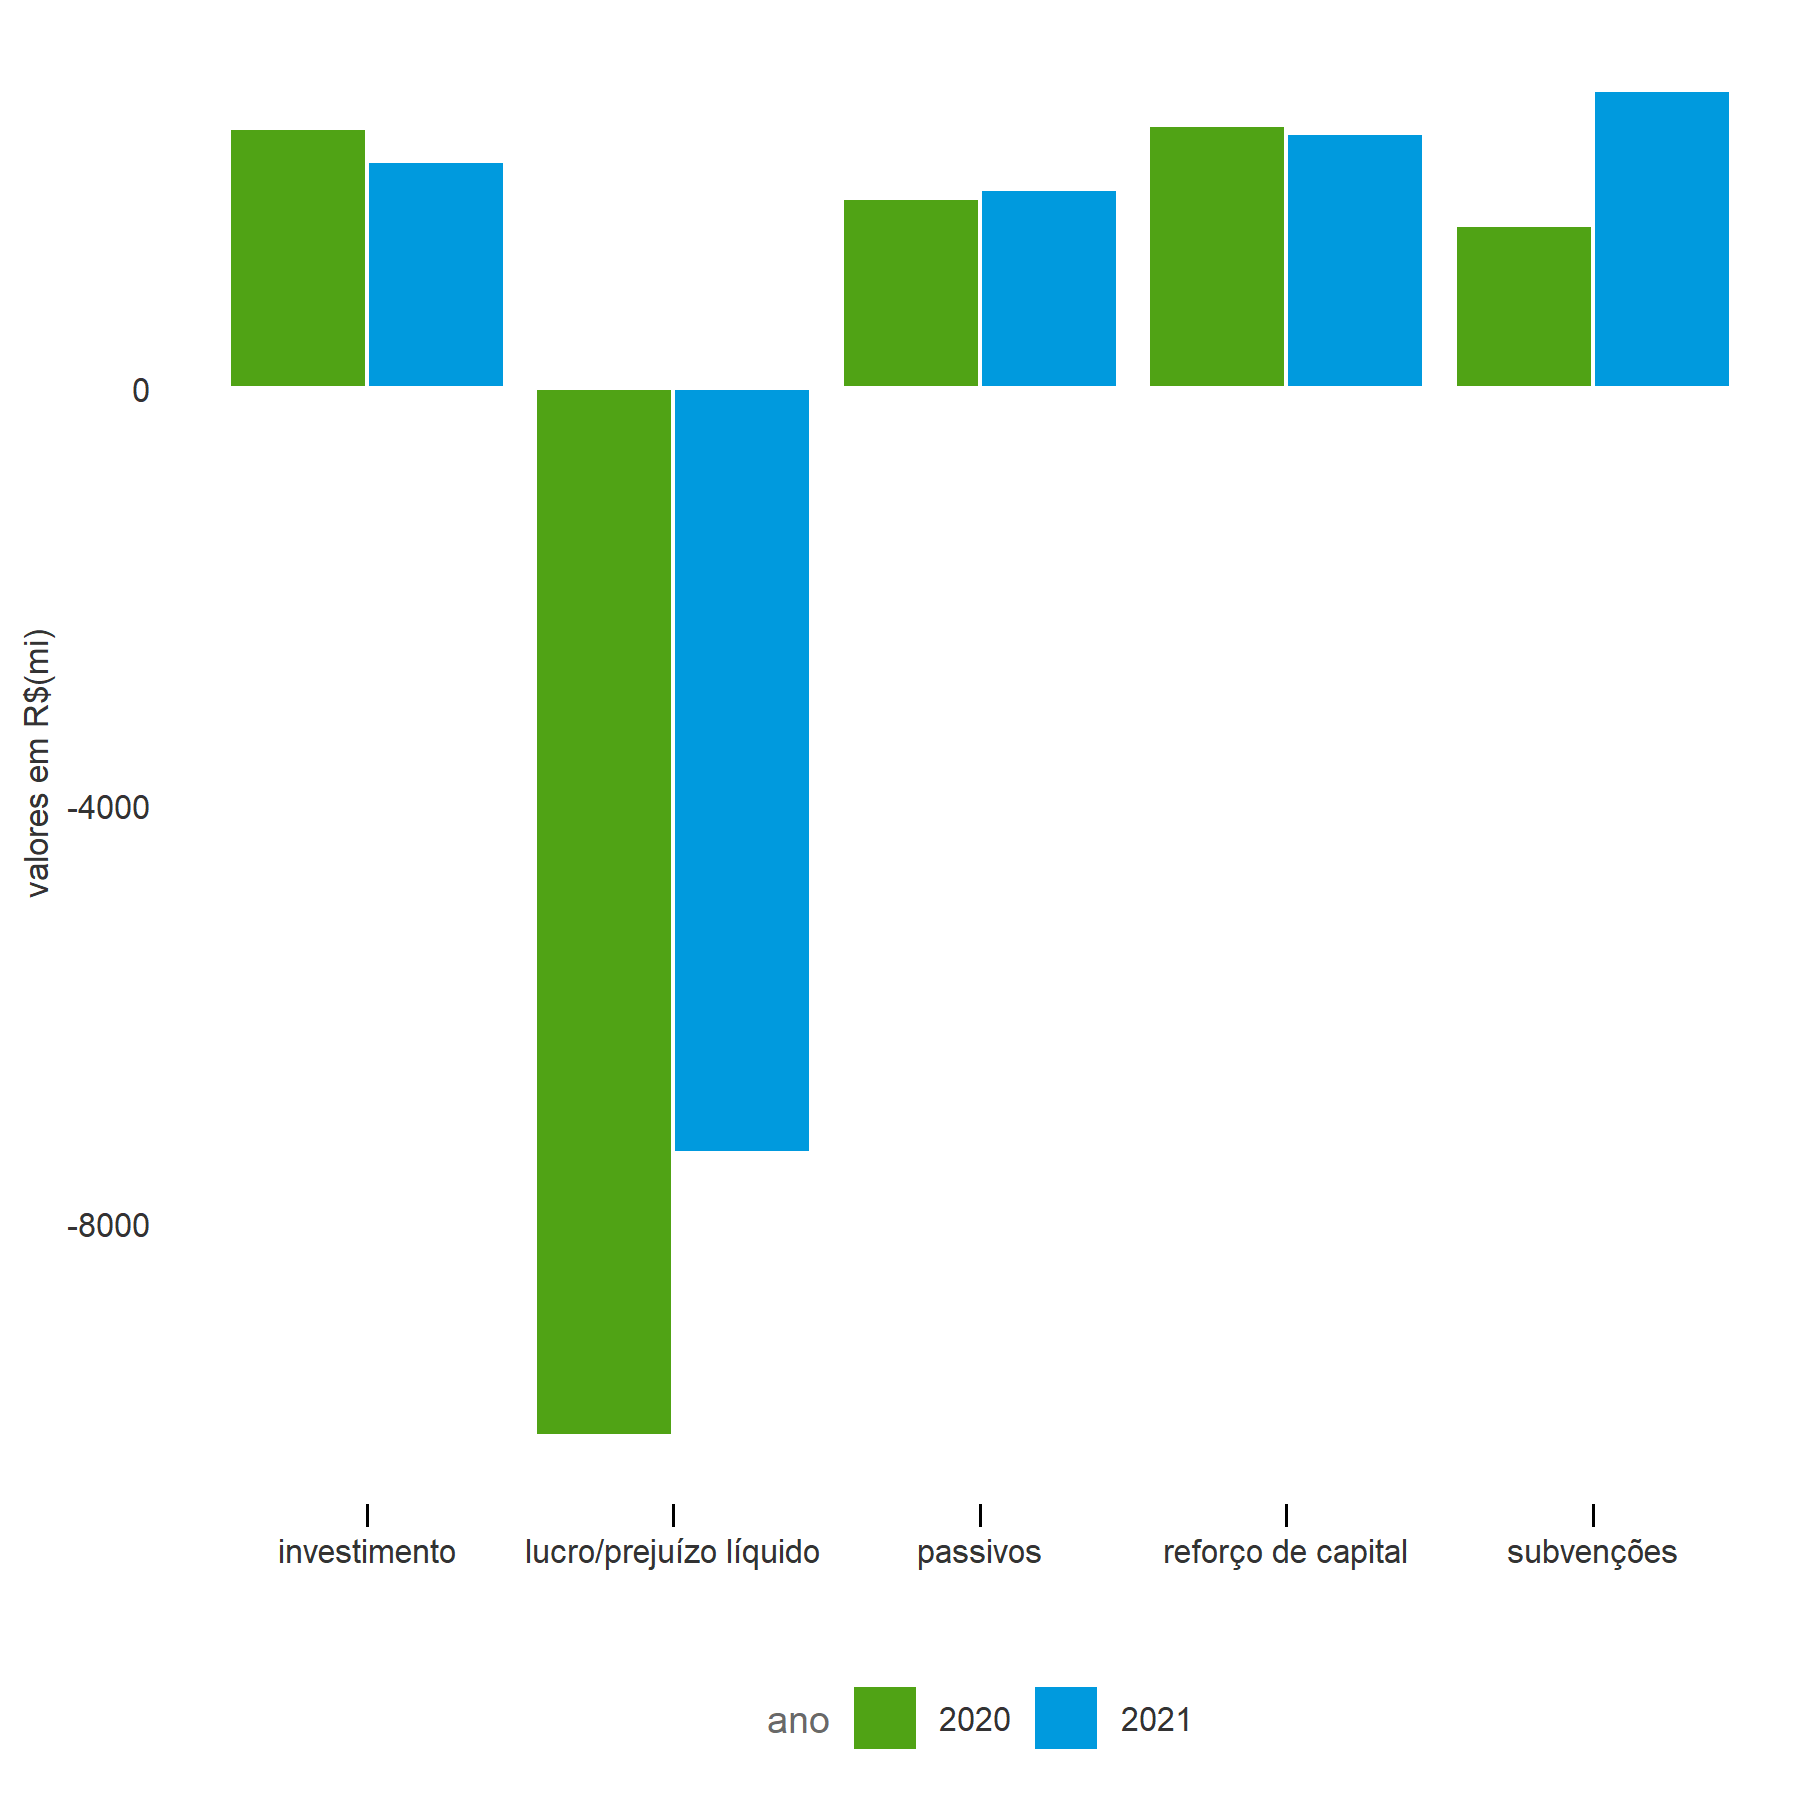 valores em R$(mi)
0
-4000
-8000
investimento
lucro/prejuízo líquido
passivos
reforço de capital
subvenções
ano
2020
2021